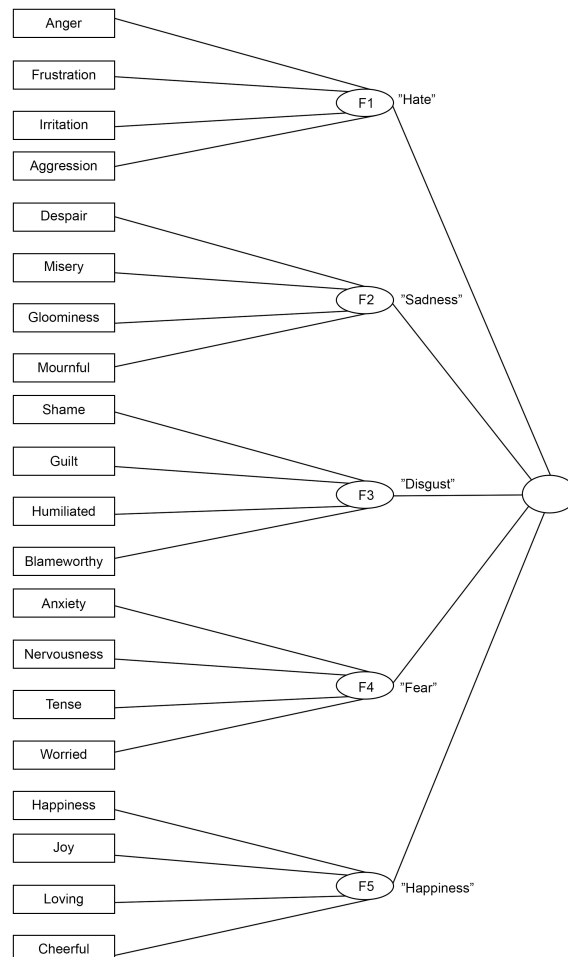 Anger
Frustration
F1
”Hate”
Irritation
Aggression
Despair
Misery
F2
”Sadness”
Gloominess
Mournful
Shame
Guilt
”Disgust”
F3
Humiliated
Blameworthy
Anxiety
Nervousness
F4
”Fear”
Tense
Worried
Happiness
Joy
F5
”Happiness”
Loving
Cheerful